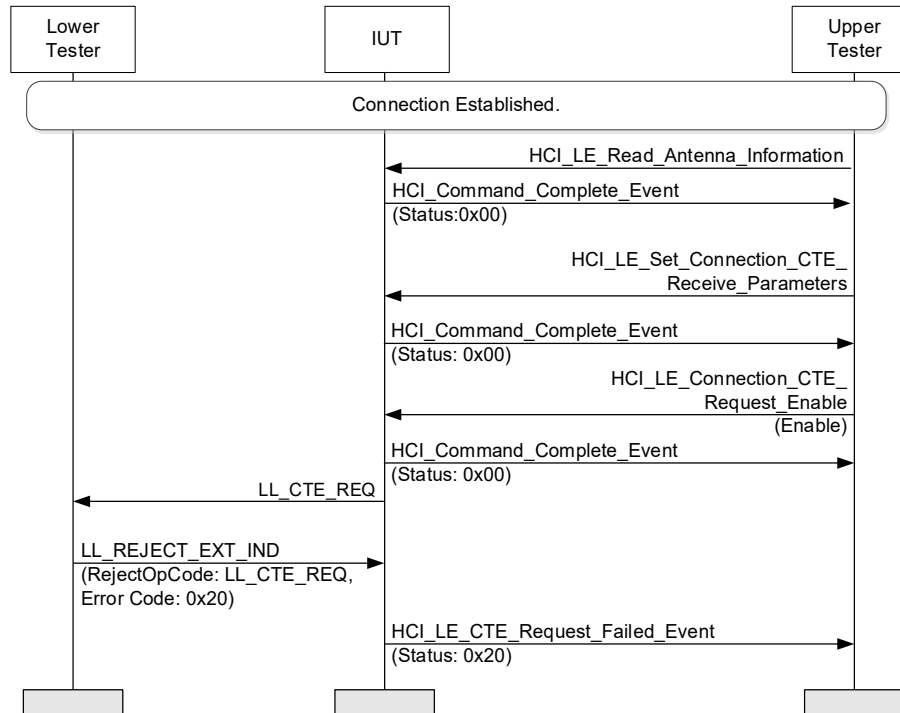 Lower
Tester
IUT
Upper
Tester
Connection Established.
HCI_LE_Read_Antenna_Information
HCI_Command_Complete_Event
(Status:0x00)
HCI_LE_Set_Connection_CTE_
Receive_Parameters
HCI_Command_Complete_Event
(Status: 0x00)
HCI_LE_Connection_CTE_
Request_Enable
(Enable)
HCI_Command_Complete_Event
(Status: 0x00)
LL_CTE_REQ
LL_REJECT_EXT_IND
(RejectOpCode: LL_CTE_REQ,
Error Code: 0x20)
HCI_LE_CTE_Request_Failed_Event
(Status: 0x20)